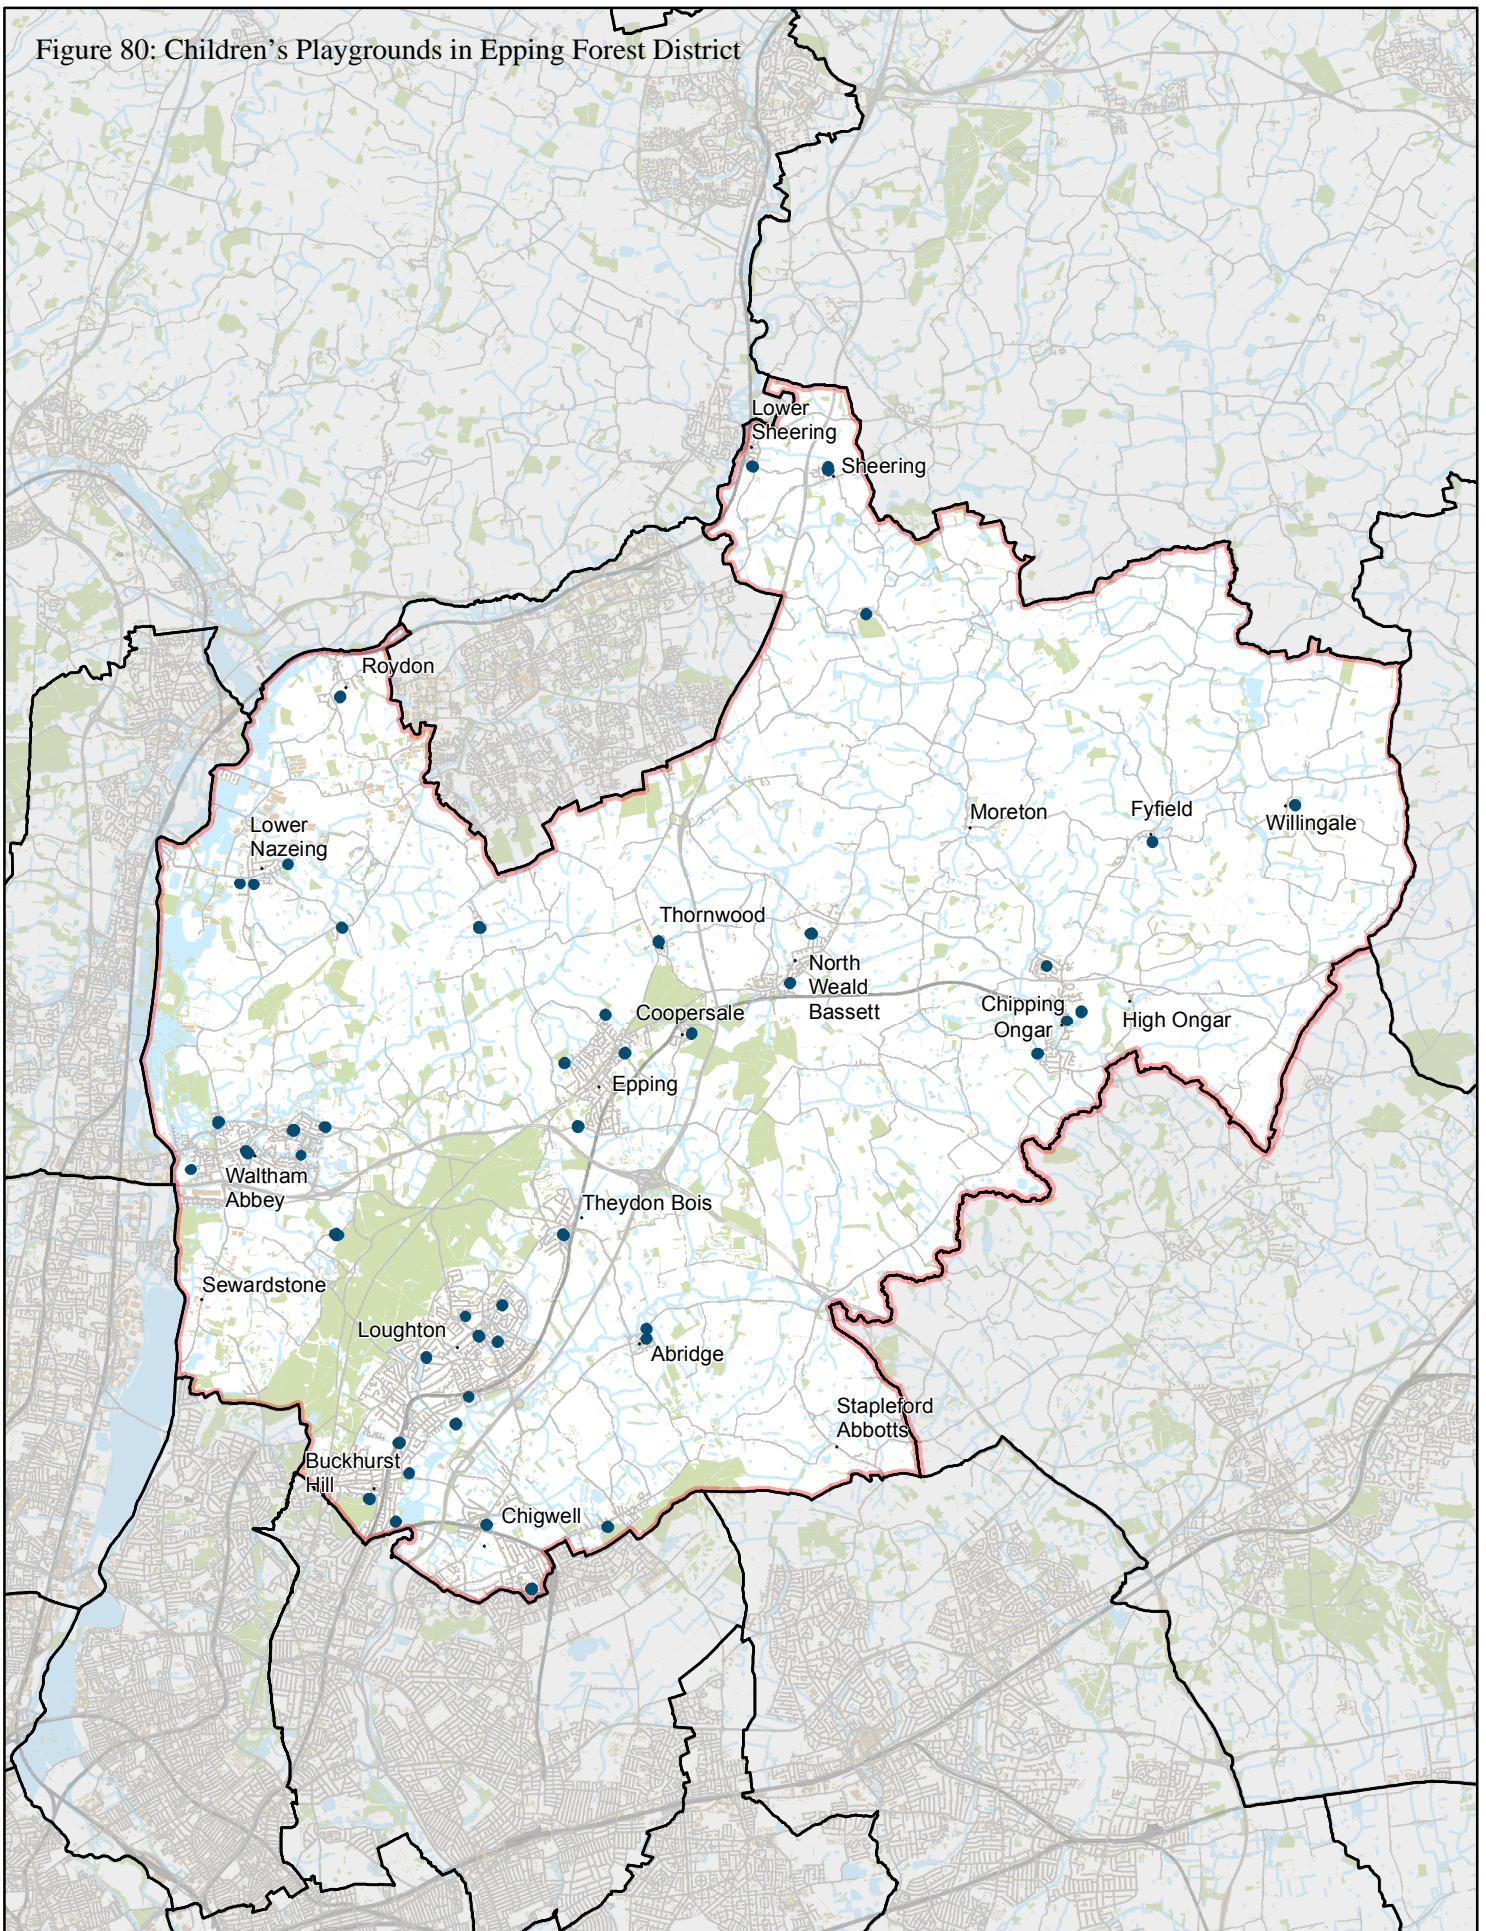 Figure 80: Children’s Playgrounds in Epping Forest District
Lower
Sheering
Sheering
Roydon
Lower
Nazeing
Moreton
Fyfield
Willingale
Thornwood
North
Weald
Bassett
Coopersale
Chipping
Ongar
High Ongar
Epping
Waltham
Abbey
Theydon Bois
Sewardstone
Loughton
Abridge
Stapleford
Abbotts
Buckhurst
Hill
Chigwell